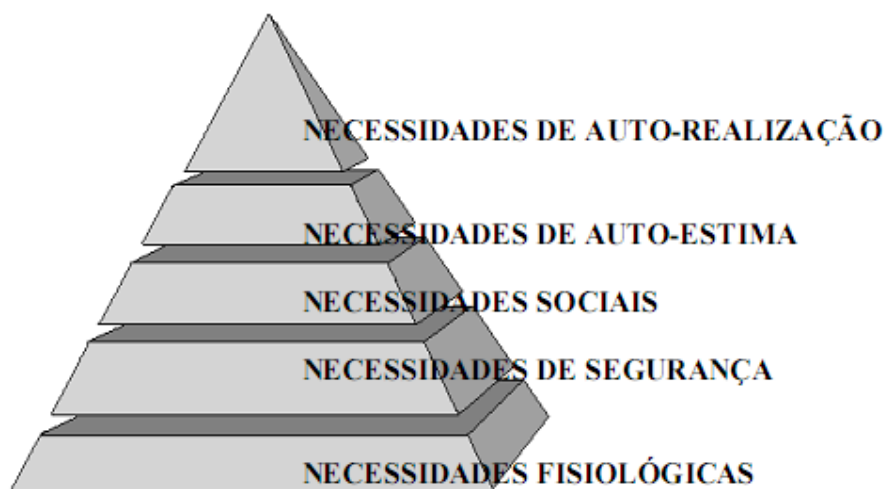 NECESSIDADES DE AUTO-REALIZAÇÃO
NECESSIDADES DE AUTO-ESTIMA
NECESSIDADES SOCIAIS
NECESSIDADES DE SEGURANÇA
NECESSIDADES FISIOLÓGICAS